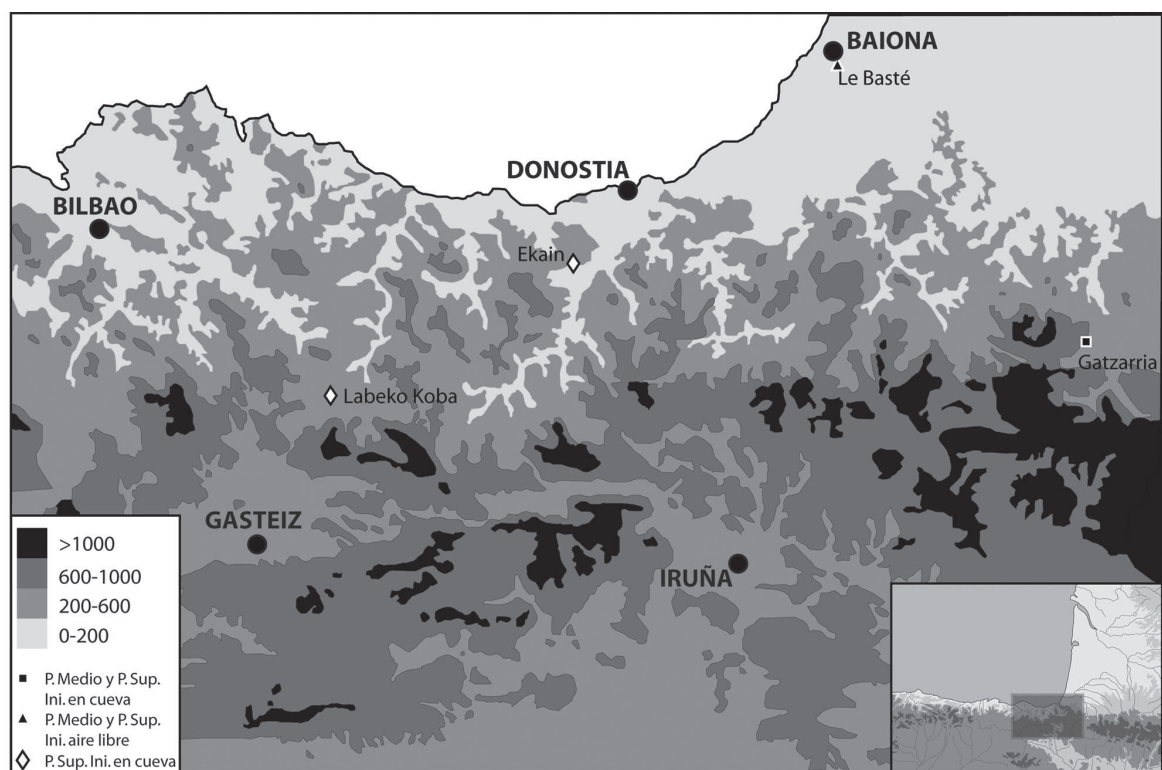 BAIONA
Le Basté
DONOSTIA
BILBAO
Ekain
Gatzarria
Labeko Koba
GASTEIZ
IRUÑA
>1000
600-1000
200-600
0-200
P. Medio y P. Sup.
Ini. en cueva
P. Medio y P. Sup.
Ini. aire libre
P. Sup. Ini. en cueva